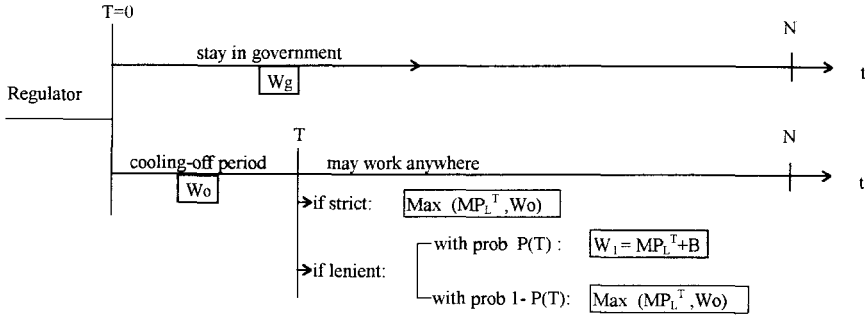 T=0
N
stay in government
Wg
t
Regulator
T
N
cooling-off period
may work anywhere
Wo
t
if strict: Max (MP_L^T ,Wo)
with prob P(T) : W_1 = MP_L^T+B
if lenient:
with prob 1- P(T): Max (MP_L^T ,Wo)